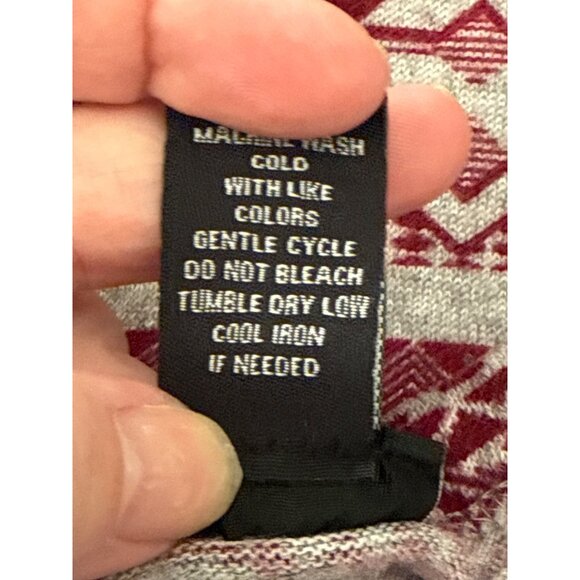 MACHINE WASH
COLD
WITH LIKE
COLORS
GENTLE CYCLE
DO NOT BLEACH
TUMBLE DRY LOW
COOL IRON
IF NEEDED